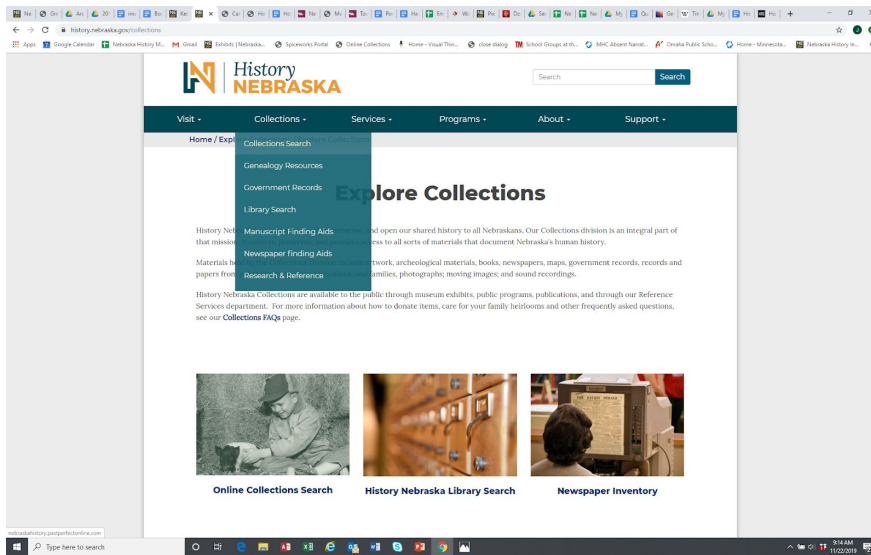 history.nebraska.gov/collections
Apps Google Calendar Nebraska History M... Gmail Exhibits | Nebraska... Spiceworks Portal Online Collections Home - Visual Thin... close dialog School Groups at th... MHC Absent Narrat... Omaha Public Scho... Home - Minnesota... Nebraska History In...
History
NEBRASKA
Search Search
Visit Collections Services Programs About Support
Home / Expl
Collections Search
Genealogy Resources
Government Records
Library Search
Manuscript Finding Aids
Newspaper finding Aids
Research & Reference
Explore Collections
History Neb and open our shared history to all Nebraskans. Our Collections division is an integral part of
that mission access to all sorts of materials that document Nebraska's human history.
Materials he artwork, archeological materials, books, newspapers, maps, government records, records and
papers from families, photographs; moving images; and sound recordings.
History Nebraska Collections are available to the public through museum exhibits, public programs, publications, and through our Reference
Services department. For more information about how to donate items, care for your family heirlooms and other frequently asked questions,
see our Collections FAQs page.
Online Collections Search History Nebraska Library Search Newspaper Inventory
nebraskahistory.pastperfectonline.com
Type here to search
9:14 AM
11/22/2019